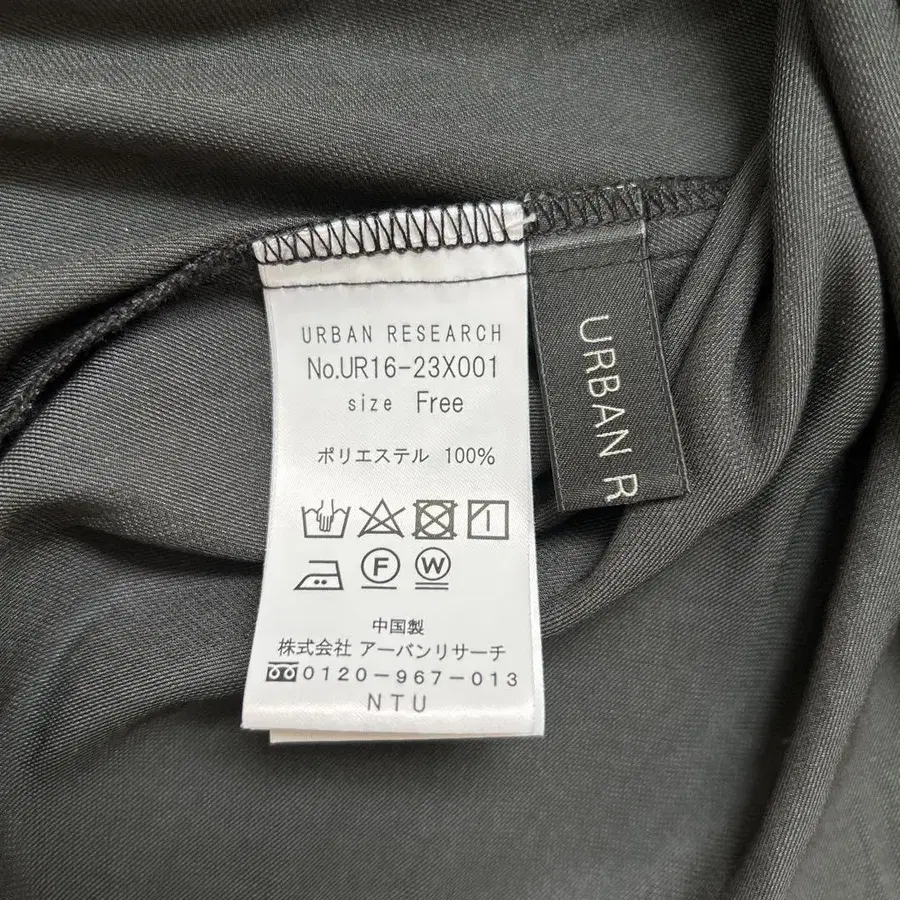 URBAN RESEARCH
No.UR16-23X001
size Free
ポリエステル 100%
F W
中国製
株式会社 アーバンリサーチ
0120-967-013
NTU
URBAN R